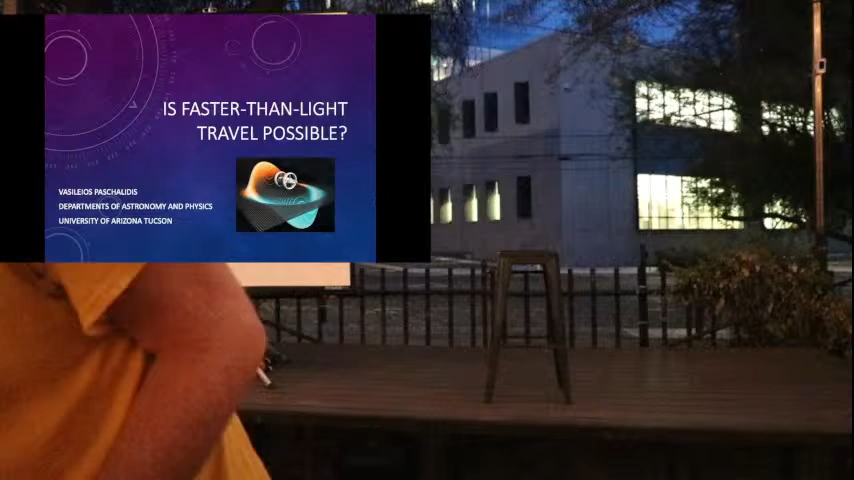 IS FASTER-THAN-LIGHT
TRAVEL POSSIBLE?
VASILEIOS PASCHALIDIS
DEPARTMENTS OF ASTRONOMY AND PHYSICS
UNIVERSITY OF ARIZONA TUCSON